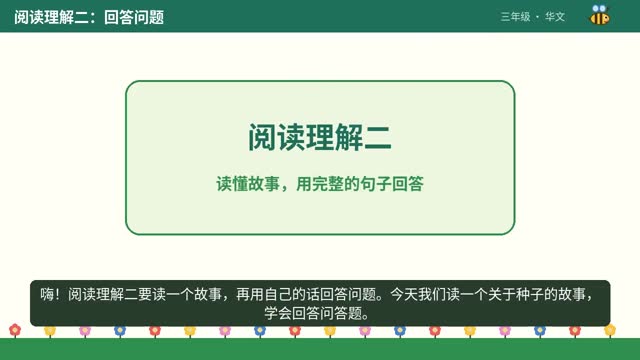 阅读理解二：回答问题
三年级 · 华文
阅读理解二
读懂故事，用完整的句子回答
嗨！阅读理解二要读一个故事，再用自己的话回答问题。今天我们读一个关于种子的故事，
学会回答问答题。